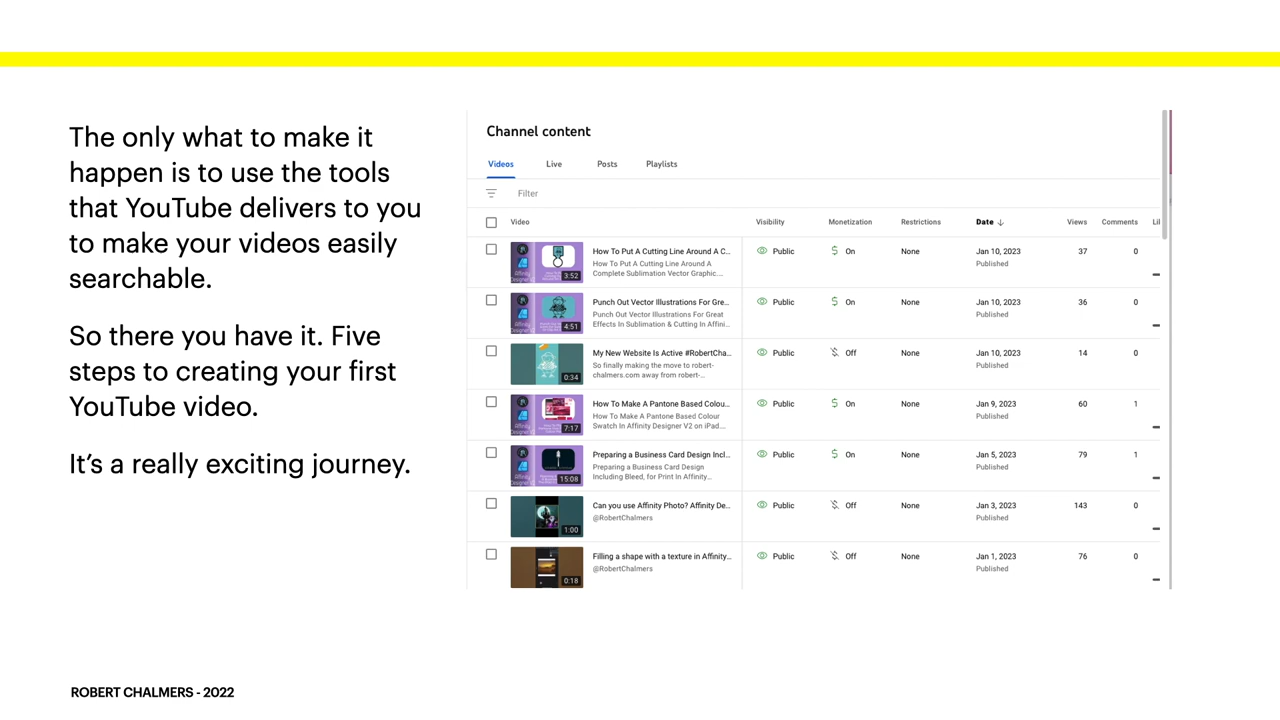 The only what to make it
happen is to use the tools
that YouTube delivers to you
to make your videos easily
searchable.
So there you have it. Five
steps to creating your first
YouTube video.
It's a really exciting journey.
Channel content
Videos Live Posts Playlists
Filter
Video Visibility Monetization Restrictions Date ↓ Views Comments Li
How To Put A Cutting Line Around A C... Public On None Jan 10, 2023 37 0
How To Put A Cutting Line Around A Published
Complete Sublimation Vector Graphic....
3:52
Punch Out Vector Illustrations For Gre... Public On None Jan 10, 2023 36 0
Punch Out Vector Illustrations For Great Published
Effects In Sublimation & Cutting In Affini...
4:51
My New Website Is Active #RobertCha... Public Off None Jan 10, 2023 14 0
So finally making the move to robert- Published
chalmers.com away from robert-...
0:34
How To Make A Pantone Based Colou... Public On None Jan 9, 2023 60 1
How To Make A Pantone Based Colour Published
Swatch In Affinity Designer V2 on iPad....
7:17
Preparing a Business Card Design Incl... Public On None Jan 5, 2023 79 1
Preparing a Business Card Design Published
Including Bleed, for Print In Affinity...
15:08
Can you use Affinity Photo? Affinity De... Public Off None Jan 3, 2023 143 0
@RobertChalmers Published
1:00
Filling a shape with a texture in Affinity... Public Off None Jan 1, 2023 76 0
@RobertChalmers Published
0:18
ROBERT CHALMERS - 2022